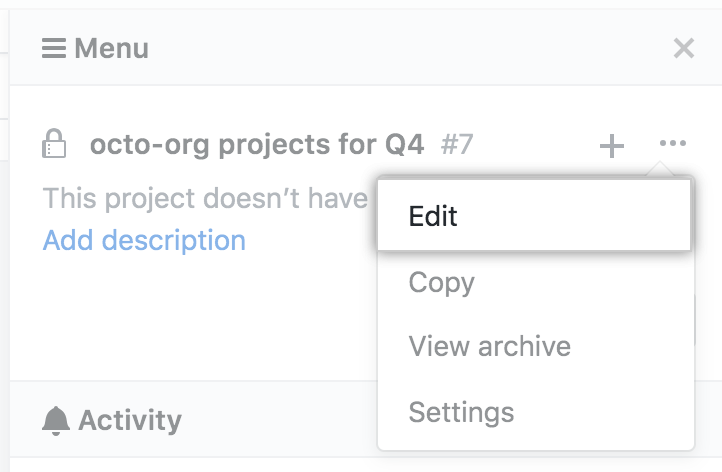 Menu
octo-org projects for Q4 #7
This project doesn’t have
Add description
Edit
Copy
View archive
Settings
Activity